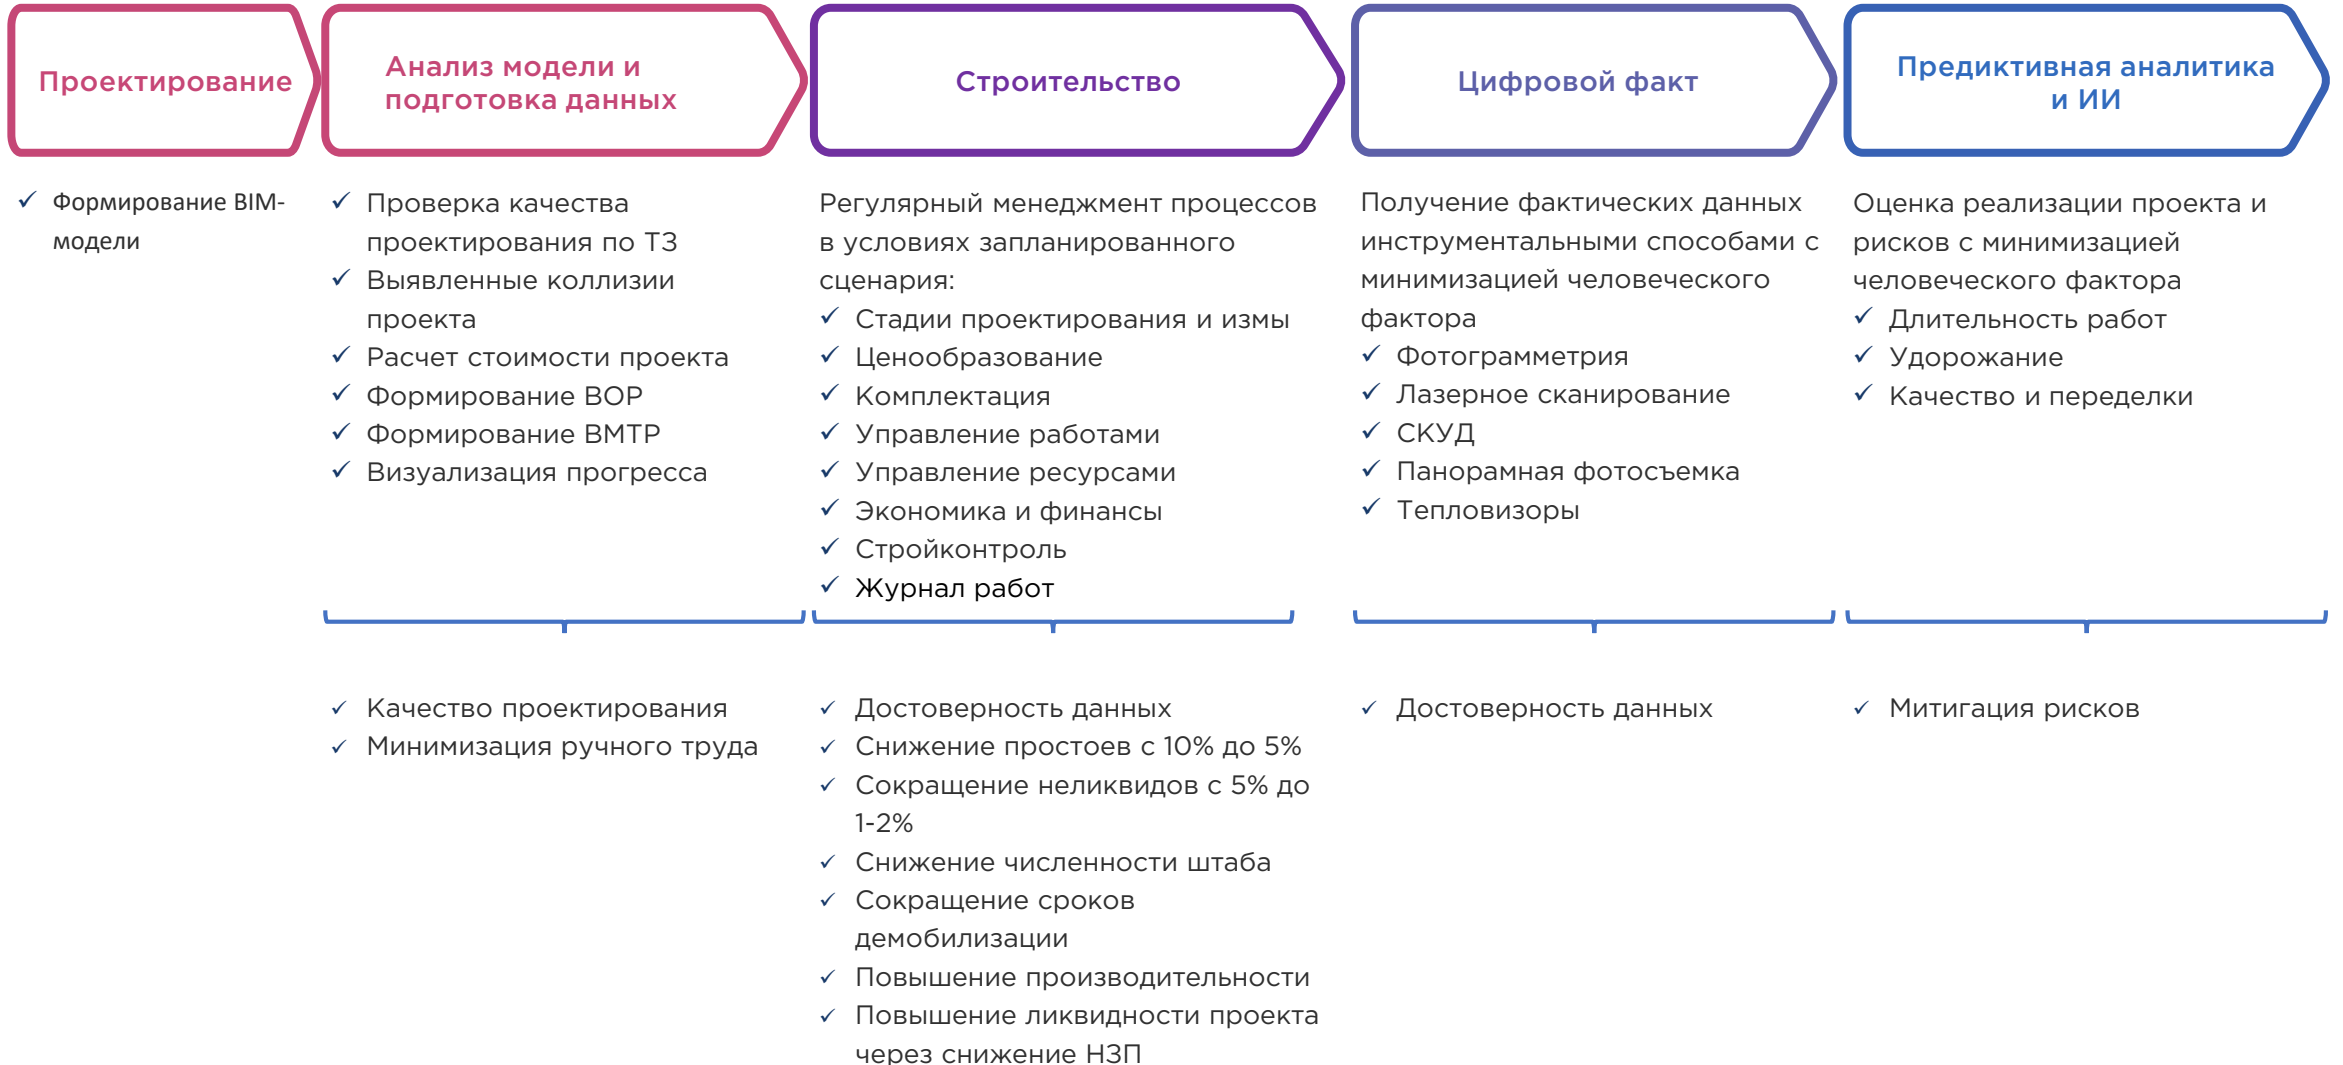 Проектирование
Анализ модели и
подготовка данных
Строительство
Цифровой факт
Предиктивная аналитика
и ИИ
Формирование BIM-
модели
Проверка качества
проектирования по ТЗ
Выявленные коллизии
проекта
Расчет стоимости проекта
Формирование ВОР
Формирование ВМТР
Визуализация прогресса
Регулярный менеджмент процессов
в условиях запланированного
сценария:
Стадии проектирования и измы
Ценообразование
Комплектация
Управление работами
Управление ресурсами
Экономика и финансы
Стройконтроль
Журнал работ
Получение фактических данных
инструментальными способами с
минимизацией человеческого
фактора
Фотограмметрия
Лазерное сканирование
СКУД
Панорамная фотосъемка
Тепловизоры
Оценка реализации проекта и
рисков с минимизацией
человеческого фактора
Длительность работ
Удорожание
Качество и переделки
Качество проектирования
Минимизация ручного труда
Достоверность данных
Снижение простоев с 10% до 5%
Сокращение неликвидов с 5% до
1-2%
Снижение численности штаба
Сокращение сроков
демобилизации
Повышение производительности
Повышение ликвидности проекта
через снижение НЗП
Достоверность данных
Митигация рисков